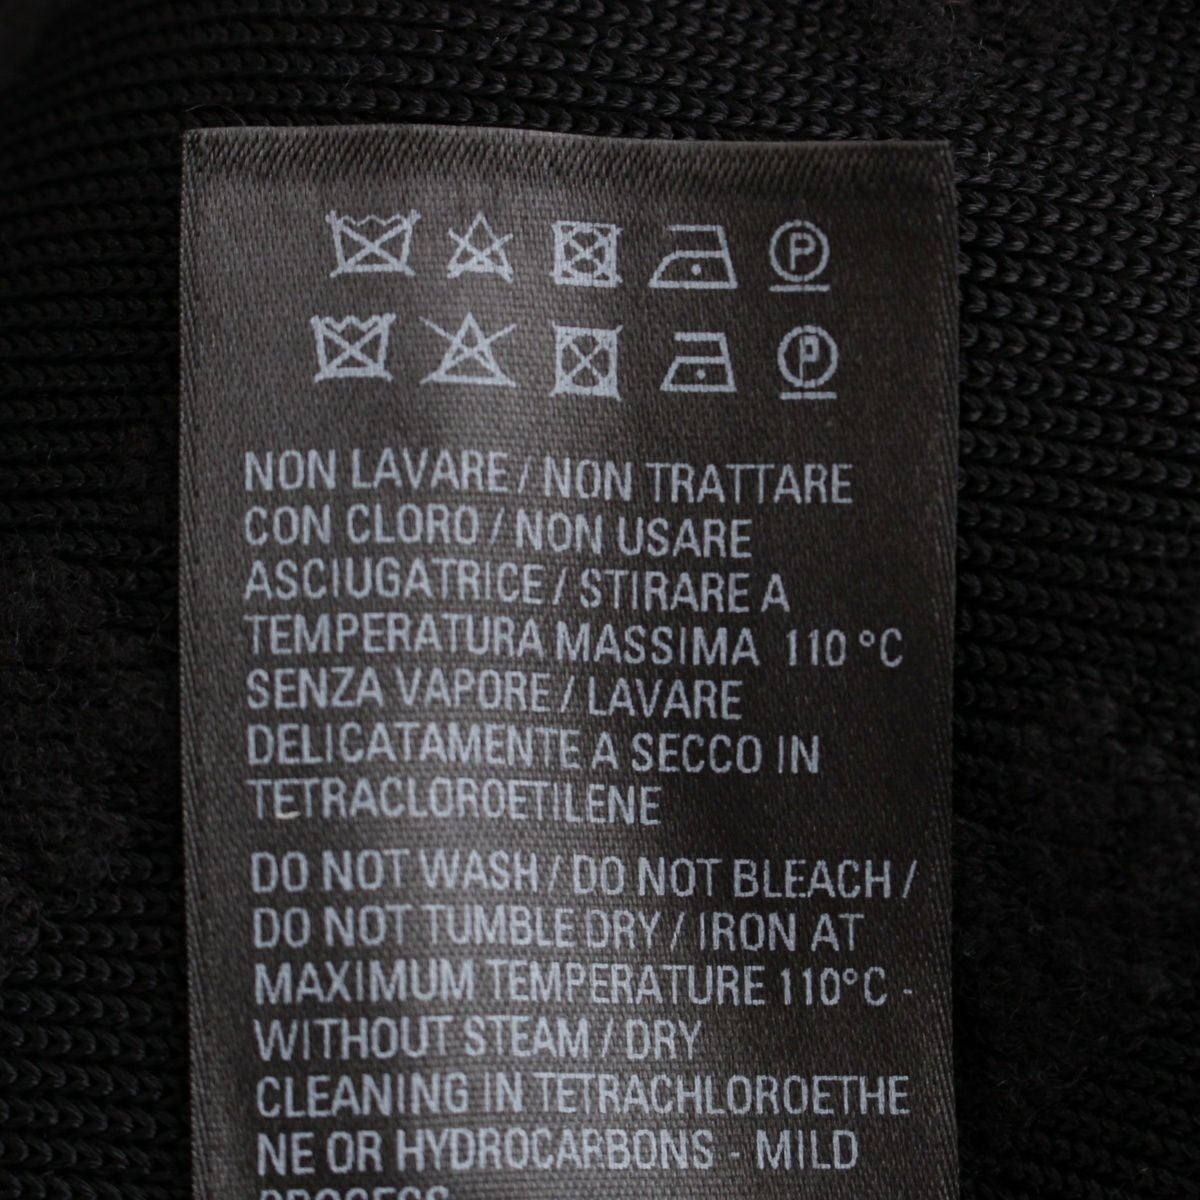 P
P
NON LAVARE / NON TRATTARE
CON CLORO / NON USARE
ASCIUGATRICE / STIRARE A
TEMPERATURA MASSIMA 110 °C
SENZA VAPORE / LAVARE
DELICATAMENTE A SECCO IN
TETRACLOROETILENE
DO NOT WASH / DO NOT BLEACH /
DO NOT TUMBLE DRY / IRON AT
MAXIMUM TEMPERATURE 110°C -
WITHOUT STEAM / DRY
CLEANING IN TETRACHLOROETHE
NE OR HYDROCARBONS - MILD
PROCESS